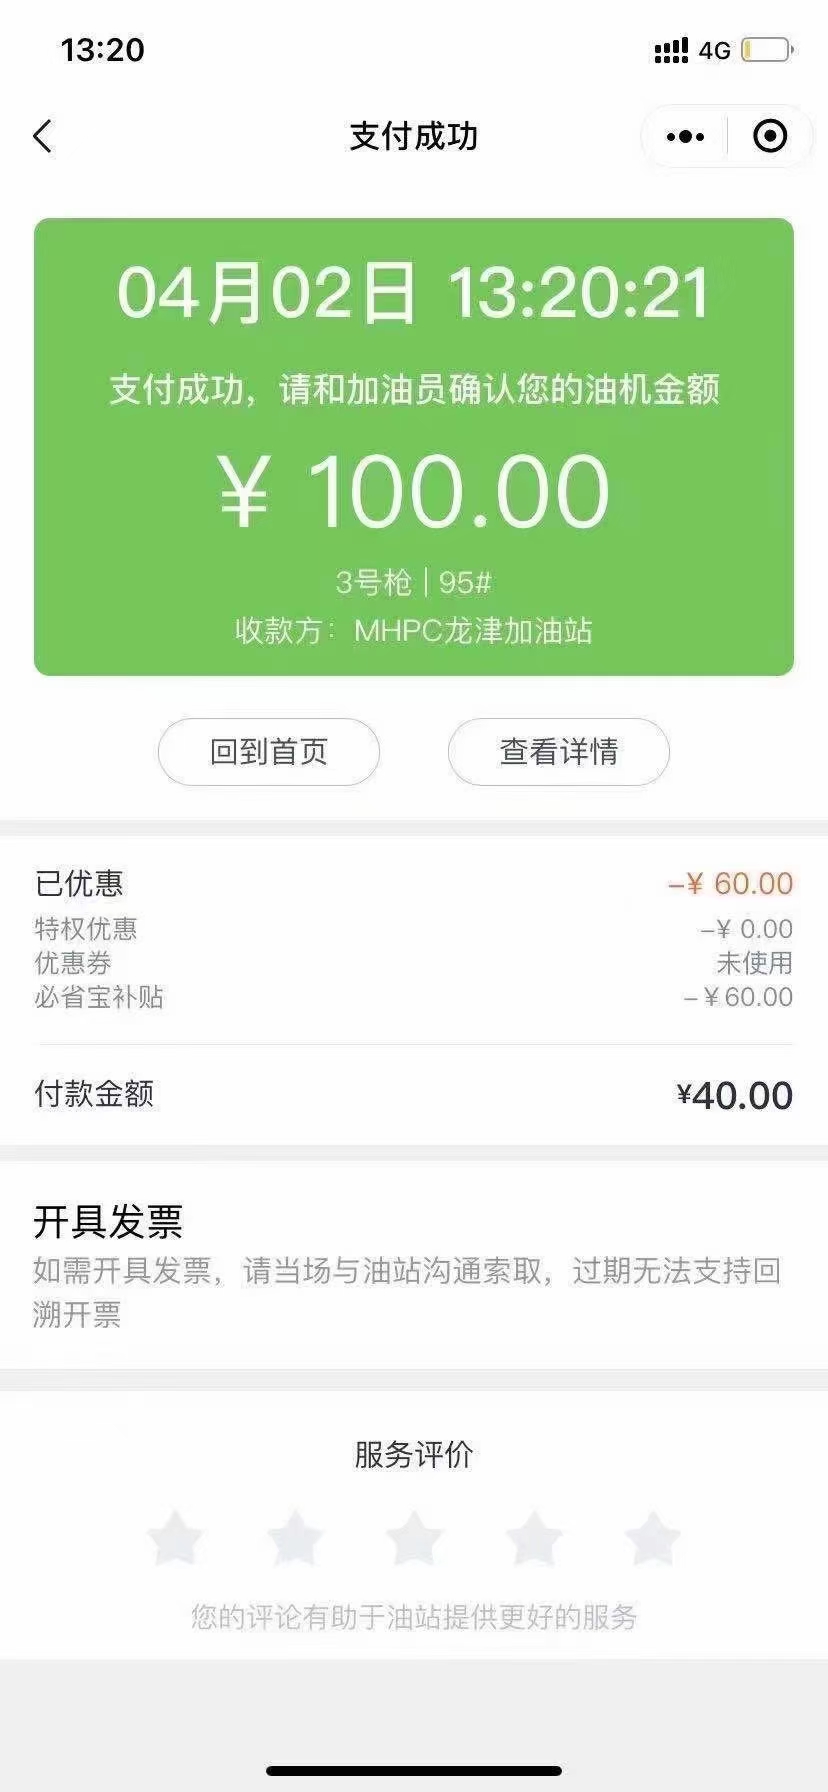 13:20
4G
支付成功
04月02日 13:20:21
支付成功，请和加油员确认您的油机金额
¥ 100.00
3号枪 | 95#
收款方：MHPC龙津加油站
回到首页
查看详情
已优惠
-¥ 60.00
特权优惠
-¥ 0.00
优惠券
未使用
必省宝补贴
-¥60.00
付款金额
¥40.00
开具发票
如需开具发票，请当场与油站沟通索取，过期无法支持回
溯开票
服务评价
您的评论有助于油站提供更好的服务